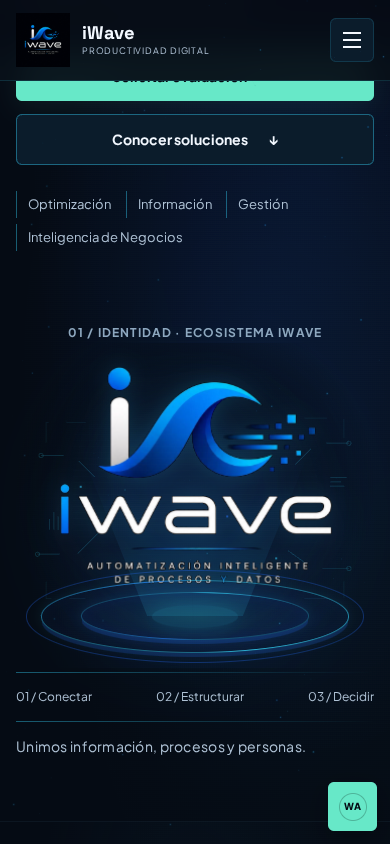 iWave
PRODUCTIVIDAD DIGITAL
Conocer soluciones ↓
Optimización
Información
Gestión
Inteligencia de Negocios
01 / IDENTIDAD · ECOSISTEMA IWAVE
iwave
AUTOMATIZACIÓN INTELIGENTE
DE PROCESOS Y DATOS
01 / Conectar
02 / Estructurar
03 / Decidir
Unimos información, procesos y personas.
WA